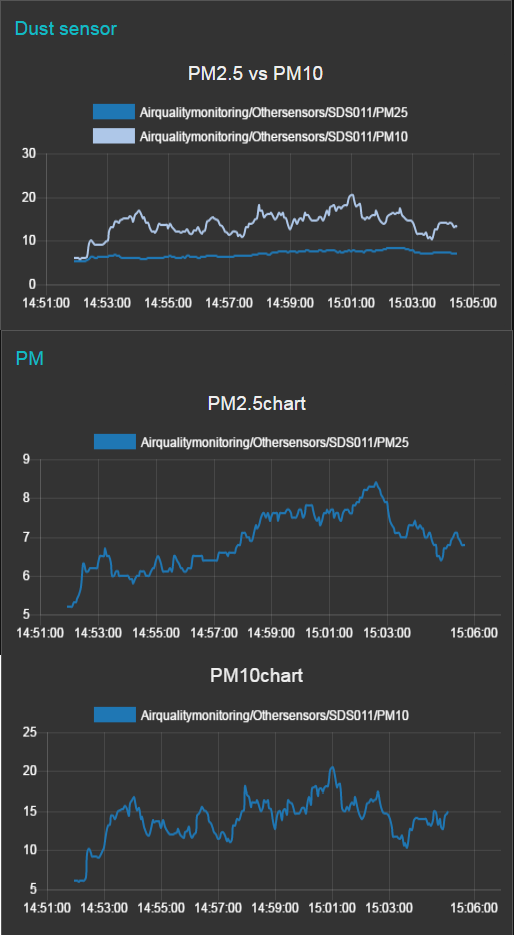 Dust sensor
PM2.5 vs PM10
Airqualitymonitoring/Othersensors/SDS011/PM25
Airqualitymonitoring/Othersensors/SDS011/PM10
30
20
10
0
14:51:00 14:53:00 14:55:00 14:57:00 14:59:00 15:01:00 15:03:00 15:05:00
PM
PM2.5chart
Airqualitymonitoring/Othersensors/SDS011/PM25
9
8
7
6
5
14:51:00 14:53:00 14:55:00 14:57:00 14:59:00 15:01:00 15:03:00 15:06:00
PM10chart
Airqualitymonitoring/Othersensors/SDS011/PM10
25
20
15
10
5
14:51:00 14:53:00 14:55:00 14:57:00 14:59:00 15:01:00 15:03:00 15:06:00